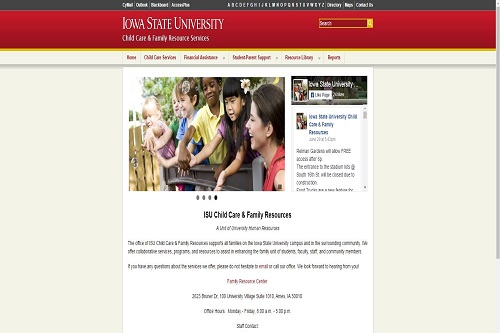 CyMail Outlook Blackboard AccessPlus A B C D E F G H I J K L M N O P Q R S T U V W X Y Z Directory Maps Contact Us
IOWA STATE UNIVERSITY
Search
Child Care & Family Resource Services
Home Child Care Services Financial Assistance Student-Parent Support Resource Library Reports
Iowa State University ...
Like Page
Iowa State University Child
Care & Family
Resources
Reiman Gardens will allow FREE
access after 5p.
The entrance to the stadium lots @
South 16th St. will be closed due to
construction.
ISU Child Care & Family Resources
A Unit of University Human Resources
The office of ISU Child Care & Family Resources supports all families on the Iowa State University campus and in the surrounding community. We
offer collaborative services, programs, and resources to assist in enhancing the family unit of students, faculty, staff, and community members.
If you have any questions about the services we offer, please do not hesitate to email or call our office. We look forward to hearing from you!
Family Resource Center
100 University Village Suite 1010, Ames, IA 50010
Office Hours: Monday - Friday, 8:00 a.m. - 5:00 p.m.
Staff Contact